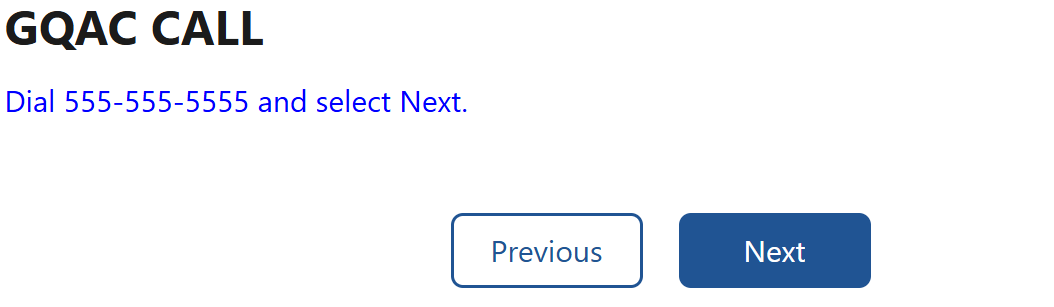 GQAC CALL
Dial 555-555-5555 and select Next.
Previous
Next